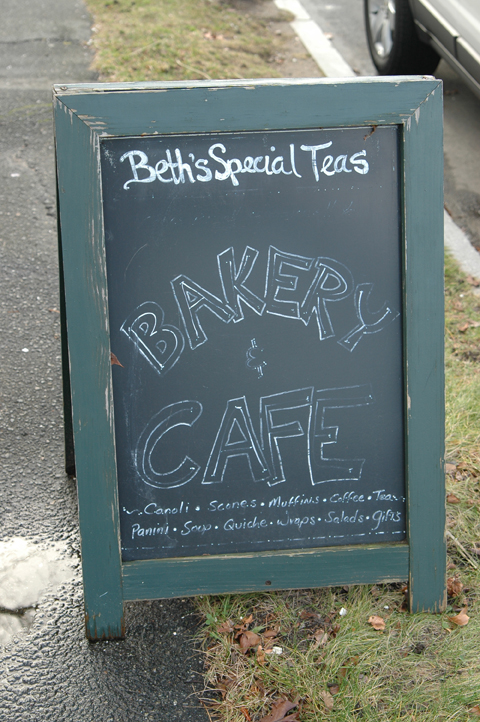 Beth's Special Teas
BAKERY
&
CAFE
Canoli • Scones • Muffins • Coffee • Teas
Panini • Soup • Quiche • Wraps • Salads • Gifts